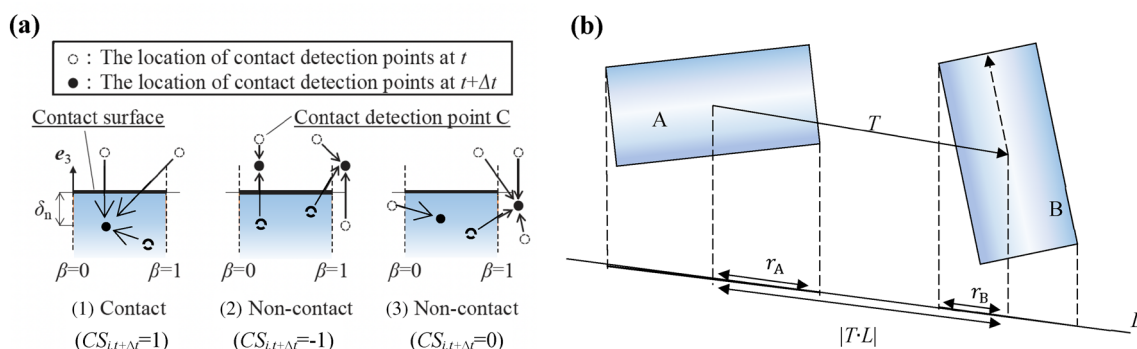 (a)
: The location of contact detection points at t
: The location of contact detection points at t+Δt
Contact surface
Contact detection point C
e₃
δₙ
β=0 β=1 β=0 β=1 β=0 β=1
(1) Contact (2) Non-contact (3) Non-contact
(CSᵢ,ₜ₊Δₜ=1) (CSᵢ,ₜ₊Δₜ=-1) (CSᵢ,ₜ₊Δₜ=0)
(b)
A
T
B
r_A
r_B
L
|T·L|